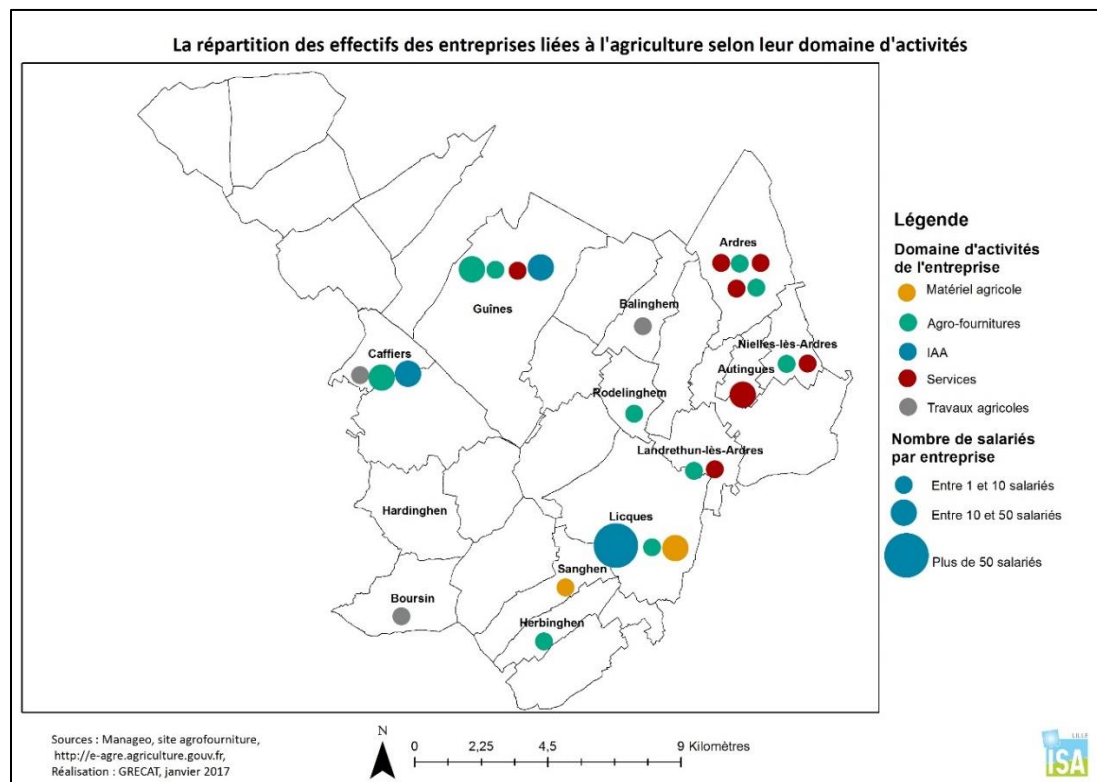 La répartition des effectifs des entreprises liées à l'agriculture selon leur domaine d'activités
Ardres
Guînes
Balinghem
Nielles-lès-Ardres
Caffiers
Autingues
Rodelinghem
Landrethun-lès-Ardres
Hardinghen
Licques
Sanghen
Boursin
Herbinghen
Légende
Domaine d'activités
de l'entreprise
Matériel agricole
Agro-fournitures
IAA
Services
Travaux agricoles
Nombre de salariés
par entreprise
Entre 1 et 10 salariés
Entre 10 et 50 salariés
Plus de 50 salariés
Sources : Manageo, site agrofourniture,
http://e-agre.agriculture.gouv.fr,
Réalisation : GRECAT, janvier 2017
N
0 2,25 4,5 9 Kilomètres
LILLE
ISA